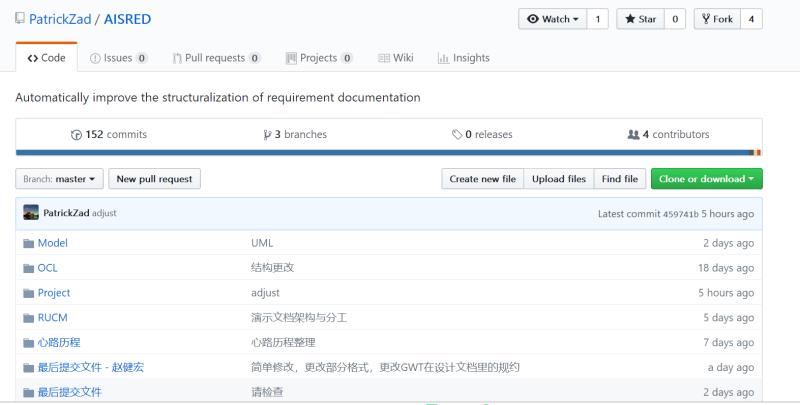 PatrickZad / AISRED Watch 1 Star 0 Fork 4
Code Issues 0 Pull requests 0 Projects 0 Wiki Insights
Automatically improve the structuralization of requirement documentation
152 commits 3 branches 0 releases 4 contributors
Branch: master New pull request Create new file Upload files Find file Clone or download
PatrickZad adjust Latest commit 459741b 5 hours ago
Model UML 2 days ago
OCL 结构更改 18 days ago
Project adjust 5 hours ago
RUCM 演示文档架构与分工 5 days ago
心路历程 心路历程整理 7 days ago
最后提交文件 - 赵健宏 简单修改，更改部分格式，更改GWT在设计文档里的规约 a day ago
最后提交文件 请检查 2 days ago